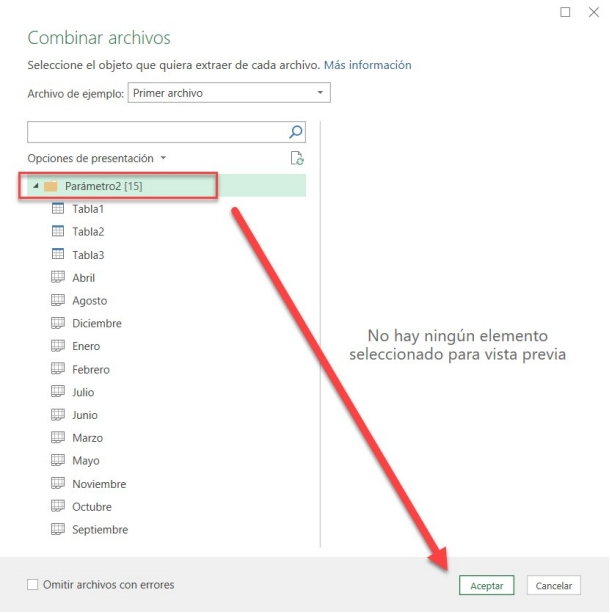 Combinar archivos
Seleccione el objeto que quiera extraer de cada archivo. Más información
Archivo de ejemplo: Primer archivo
Opciones de presentación
Parámetro2 [15]
Tabla1
Tabla2
Tabla3
Abril
Agosto
Diciembre
Enero
Febrero
Julio
Junio
Marzo
Mayo
Noviembre
Octubre
Septiembre
No hay ningún elemento
seleccionado para vista previa
Omitir archivos con errores
Aceptar
Cancelar